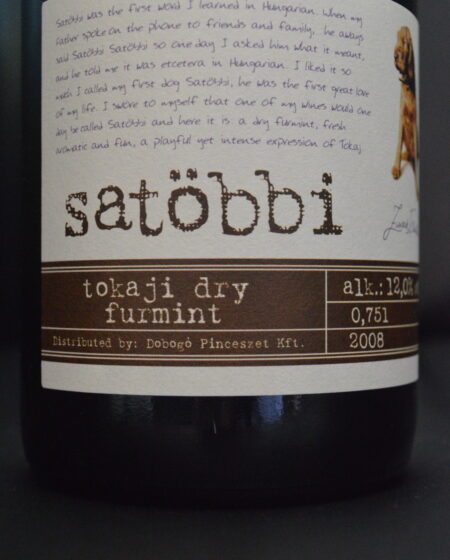 Satöbbi was the first word I learned in Hungarian. When my
Father spoke on the phone to friends and family, he always
said Satöbbi Satöbbi so one day I asked him what it meant,
and he told me it was etcetera in Hungarian. I liked it so
much I called my first dog Satöbbi, he was the first great love
of my life. I swore to myself that one of my wines would one
day be called Satöbbi and here it is: a dry furmint, fresh
aromatic and fun, a playful yet intense expression of Tokaj
satöbbi
tokaji dry
furmint
Distributed by: Dobogó Pinceszet Kft.
alk.: 12,0%
0,75l
2008